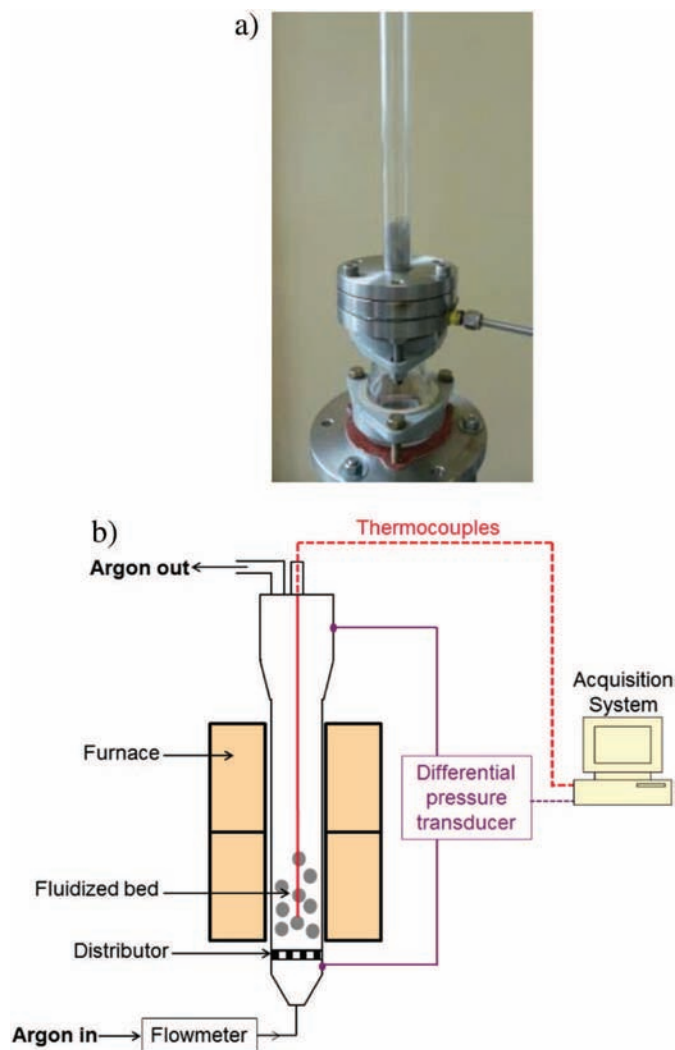 a)
b)
Thermocouples
Argon out
Acquisition
System
Furnace
Differential
pressure
transducer
Fluidized bed
Distributor
Argon in
Flowmeter